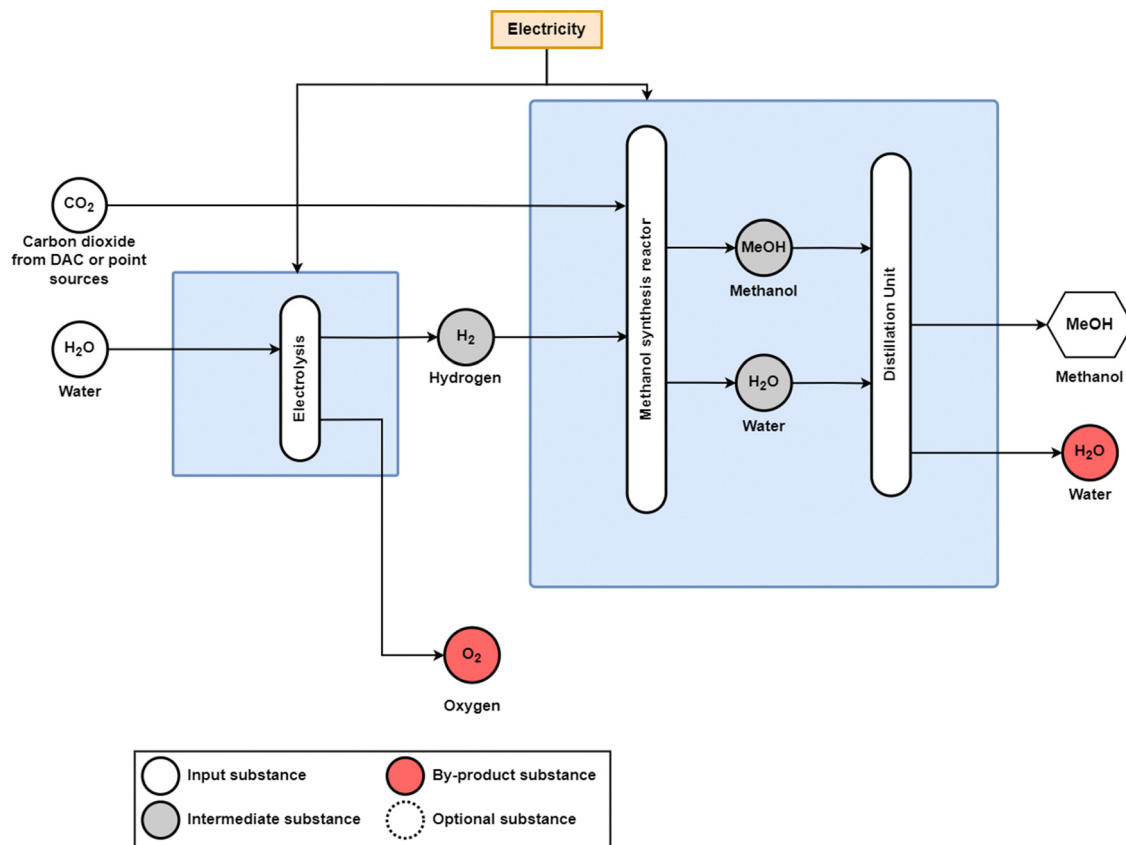 Electricity
CO₂
Carbon dioxide
from DAC or point
sources
H₂O
Water
Electrolysis
H₂
Hydrogen
O₂
Oxygen
Methanol synthesis reactor
MeOH
Methanol
H₂O
Water
Distillation Unit
MeOH
Methanol
H₂O
Water
Input substance
By-product substance
Intermediate substance
Optional substance